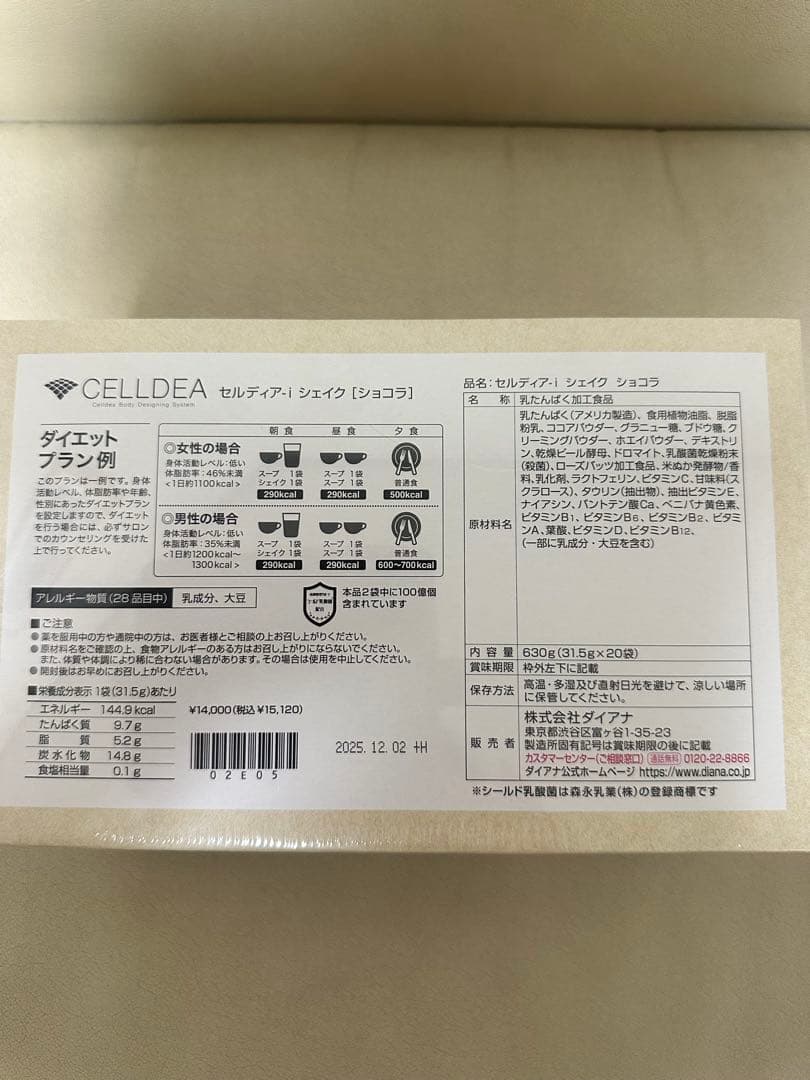 CELLDEA セルディア-i シェイク [ショコラ]
Celldea Body Designing System
ダイエット
プラン例
このプランは一例です。身体
活動レベル、体脂肪率や年齢、
性別にあったダイエットプラン
を設定しますので、ダイエット
を行う場合には、必ずサロン
でのカウンセリングを受けた
上で行ってください。
朝食 昼食 夕食
◎女性の場合
身体活動レベル:低い
体脂肪率:46%未満
<1日約1100kcal>
スープ 1袋
シェイク 1袋
290kcal
スープ 1袋
スープ 1袋
290kcal
普通食
500kcal
◎男性の場合
身体活動レベル:低い
体脂肪率:35%未満
<1日約1200kcal〜
1300kcal>
スープ 1袋
シェイク 1袋
290kcal
スープ 1袋
スープ 1袋
290kcal
普通食
600〜700kcal
アレルギー物質(28品目中) 乳成分、大豆
配合
本品2袋中に100億個
含まれています
■ご注意
●薬を服用中の方や通院中の方は、お医者様とご相談の上お召し上がりください。
●原材料名をご確認の上、食物アレルギーのある方はお召し上がりにならないでください。
また、体質や体調により稀に合わない場合があります。その場合は使用を中止してください。
●開封後はお早めにお召し上がりください。
■栄養成分表示 1袋(31.5g)あたり
エネルギー 144.9kcal
たんぱく質 9.7g
脂質 5.2g
炭水化物 14.8g
食塩相当量 0.1g
¥14,000(税込¥15,120)
02E05
2025.12.02 +H
品名:セルディア-i シェイク ショコラ
名称 乳たんぱく加工食品
原材料名
乳たんぱく(アメリカ製造)、食用植物油脂、脱脂
粉乳、ココアパウダー、グラニュー糖、ブドウ糖、ク
リーミングパウダー、ホエイパウダー、デキストリ
ン、乾燥ビール酵母、ドロマイト、乳酸菌乾燥粉末
(殺菌)、ローズハッツ加工食品、米ぬか発酵物/香
料、乳化剤、ラクトフェリン、ビタミンC、甘味料(ス
クラロース)、タウリン(抽出物)、抽出ビタミンE、
ナイアシン、パントテン酸Ca、ベニバナ黄色素、
ビタミンB1、ビタミンB6、ビタミンB2、ビタミ
ンA、葉酸、ビタミンD、ビタミンB12、
(一部に乳成分・大豆を含む)
内容量 630g(31.5g×20袋)
賞味期限 枠外左下に記載
保存方法 高温・多湿及び直射日光を避けて、涼しい場所
に保管してください。
販売者 株式会社ダイアナ
東京都渋谷区富ヶ谷1-35-23
製造所固有記号は賞味期限の後に記載
カスタマーセンター(ご相談窓口) 通話無料 0120-22-8866
ダイアナ公式ホームページ https://www.diana.co.jp
※シールド乳酸菌は森永乳業(株)の登録商標です